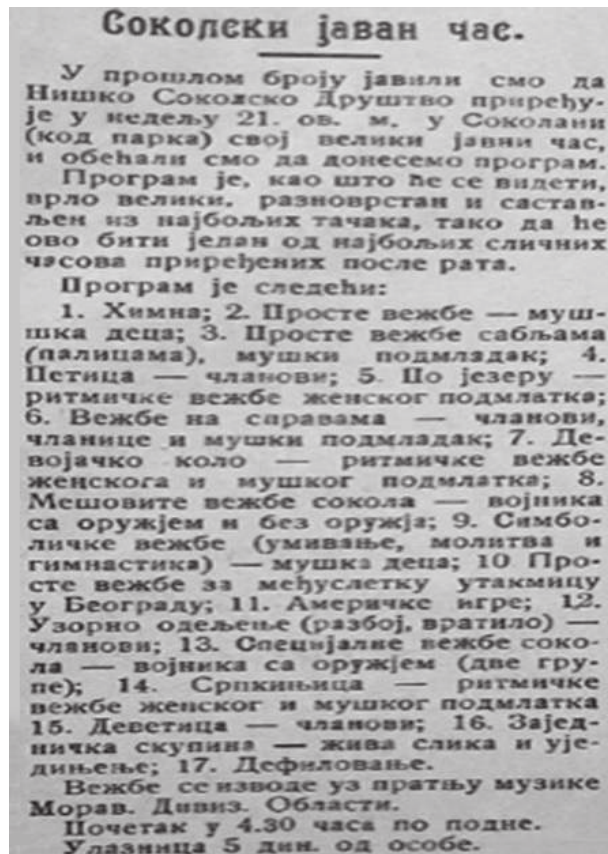 Соколски јаван час.
У прошлом броју јавили смо да
Нишко Соколско Друштво приређу-
је у недељу 21. ов. м. у Соколани
(код парка) свој велики јавни час,
и обећали смо да донесемо програм.
Програм је, као што ће се видети,
врло велики, разноврстан и састав-
љен из најбољих тачака, тако да ће
ово бити један од најбољих сличних
часова приређених после рата.
Програм је следећи:
1. Химна; 2. Просте вежбе — муш-
шка деца; 3. Просте вежбе сабљама
(палицама), мушки подмладак; 4.
Петица — чланови; 5. По језеру —
ритмичке вежбе женског подмлатка;
6. Вежбе на справама — чланови,
чланице и мушки подмладак; 7. Де-
војачко коло — ритмичке вежбе
женскога и мушког подмлатка; 8.
Мешовите вежбе сокола — војника
са оружјем и без оружја; 9. Симбо-
личке вежбе (умивање, молитва и
гимнастика) — мушка деца; 10 Про-
сте вежбе за међуслетку утакмицу
у Београду; 11. Америчке игре; 12.
Узорно одељење (разбој, вратило) —
чланови; 13. Специјалне вежбе соко-
ла — војника са оружјем (две гру-
пе); 14. Српкињица — ритмичке
вежбе женског и мушког подмлатка
15. Деветица — чланови; 16. Зајед-
ничка скупина — жива слика и ује-
дињење; 17. Дефиловање.
Вежбе се изводе уз пратњу музике
Морав. Дивиз. Области.
Почетак у 4.30 часа по подне.
Улазница 5 дин. од особе.